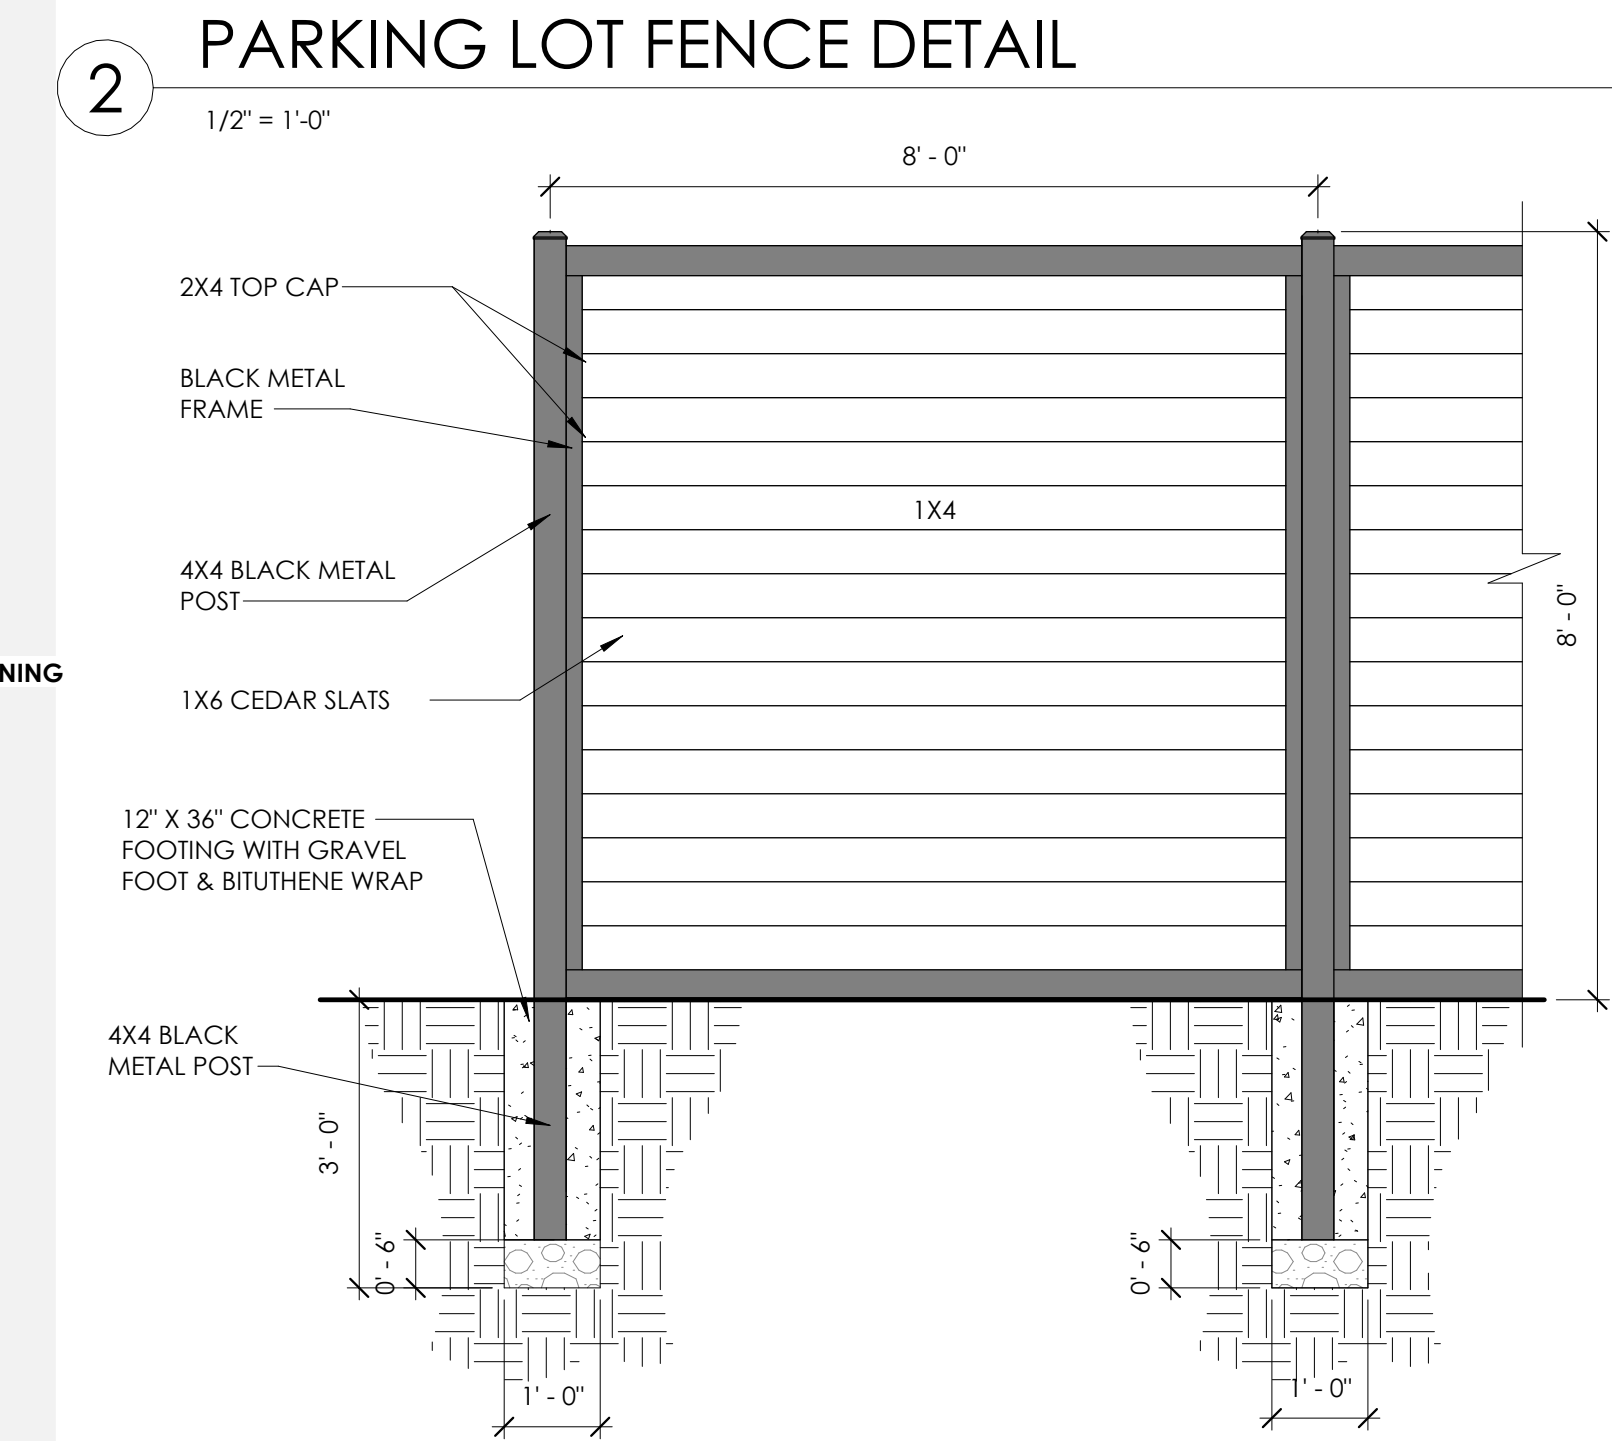 PARKING LOT FENCE DETAIL
2
1/2" = 1'-0"
8' - 0"
2X4 TOP CAP
BLACK METAL
FRAME
1X4
4X4 BLACK METAL
POST
8' - 0"
NING
1X6 CEDAR SLATS
12" X 36" CONCRETE
FOOTING WITH GRAVEL
FOOT & BITUTHENE WRAP
4X4 BLACK
METAL POST
3' - 0"
0' - 6"
0' - 6"
1' - 0"
1' - 0"